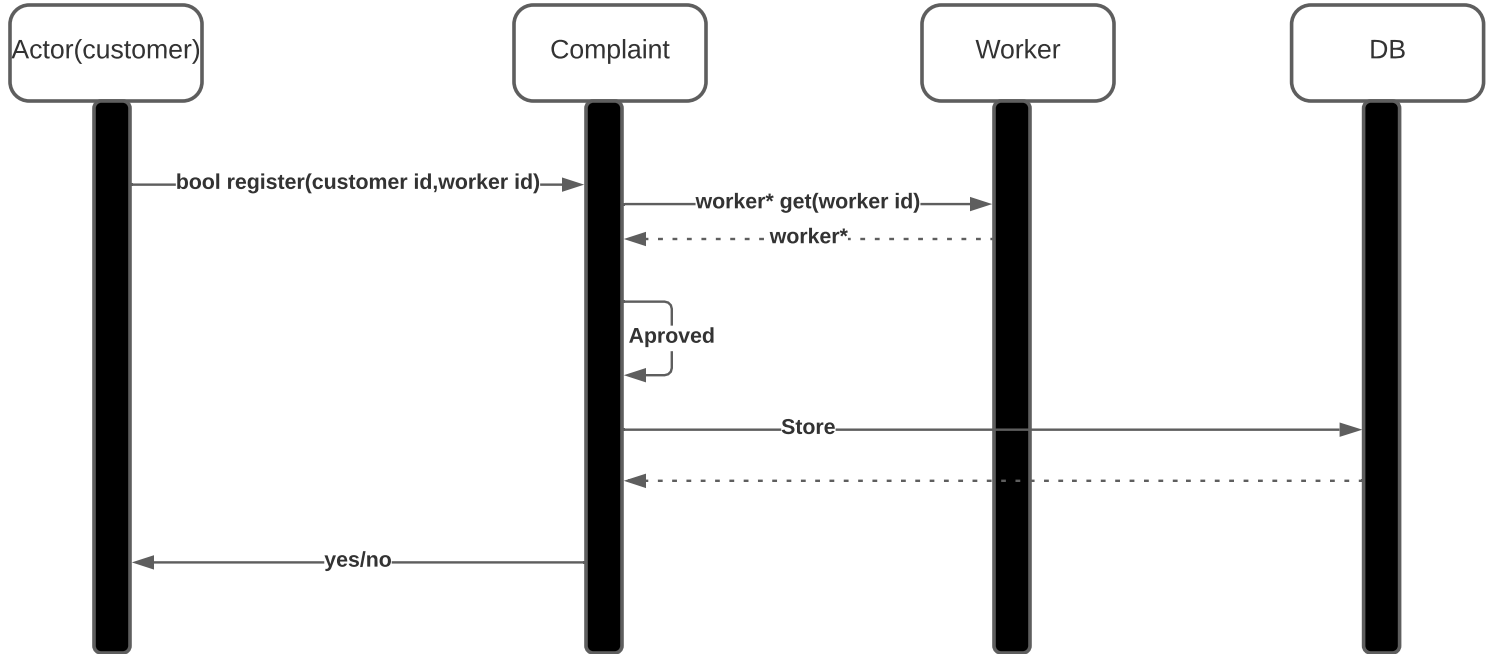 Actor(customer)
Complaint
Worker
DB
bool register(customer id,worker id)
worker* get(worker id)
worker*
Aproved
Store
yes/no